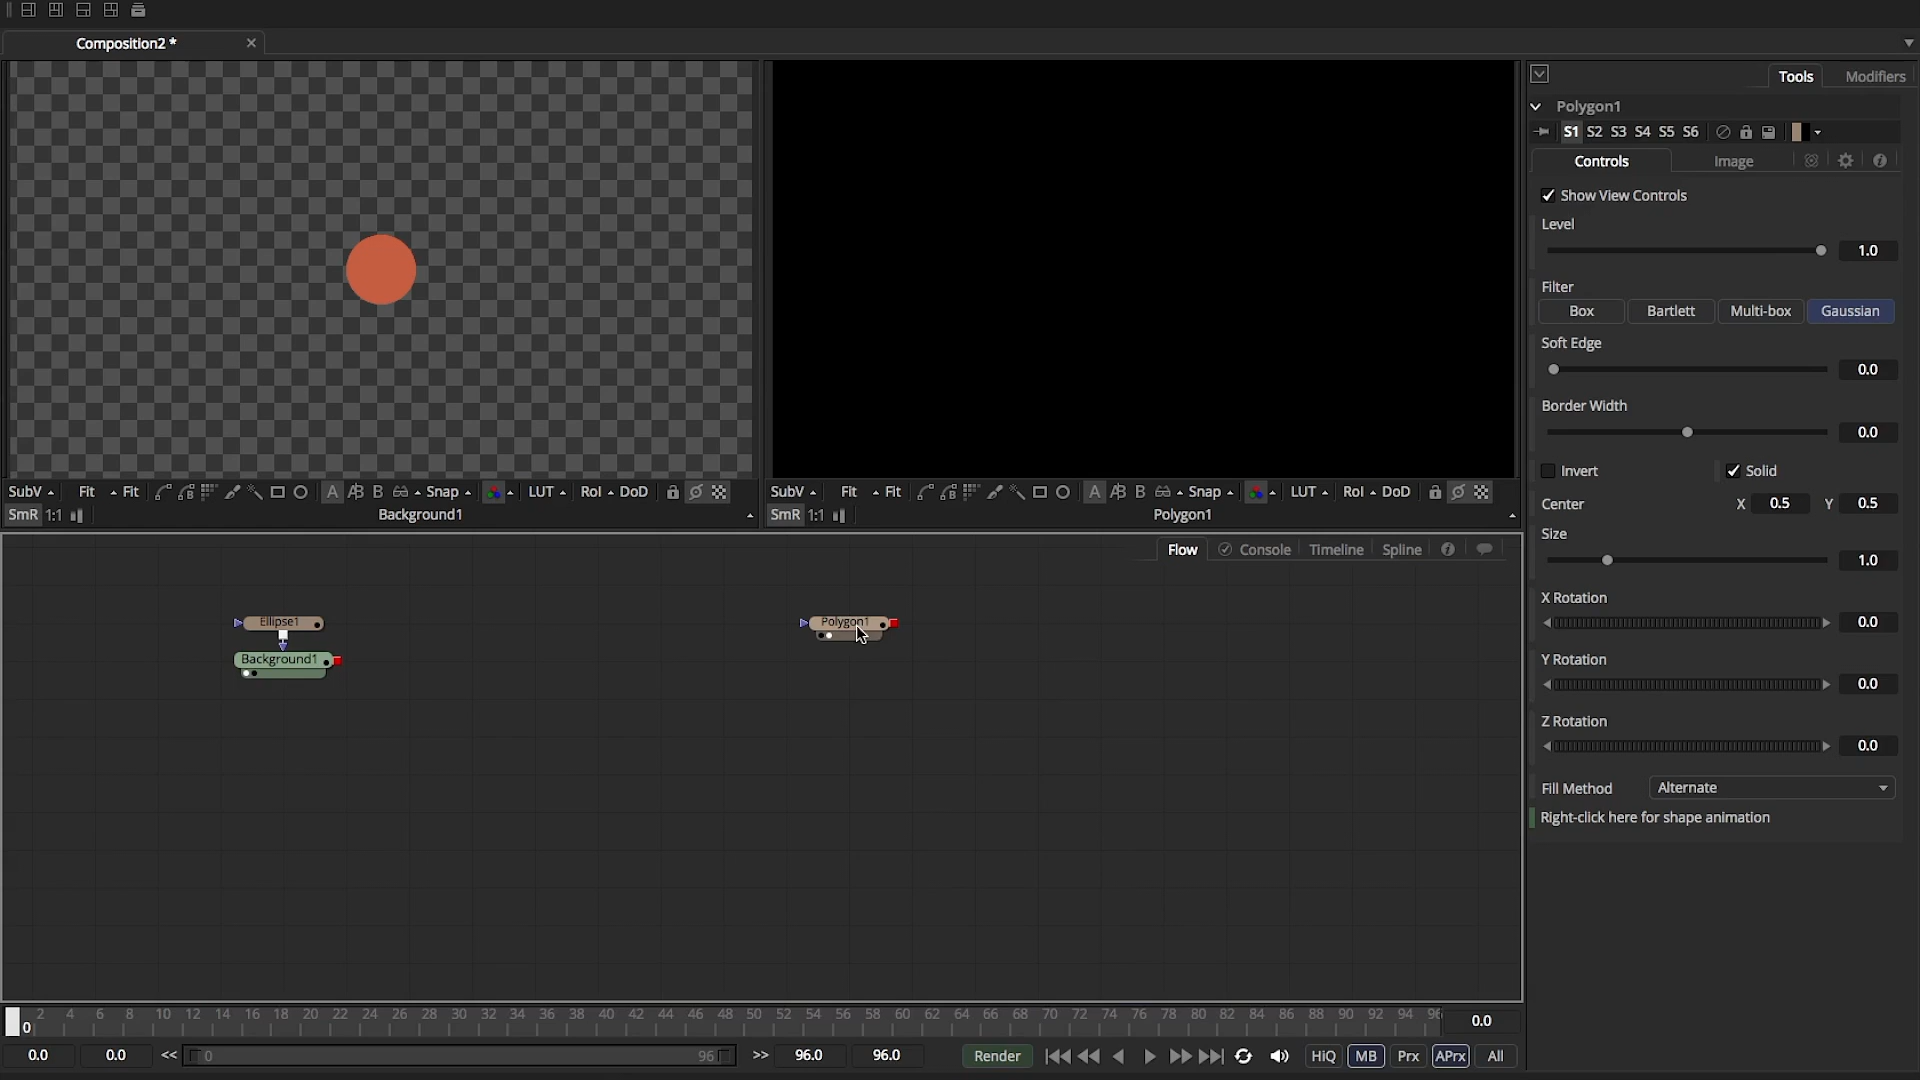 Composition2 *
Tools Modifiers
Polygon1
S1 S2 S3 S4 S5 S6
Controls Image
Show View Controls
Level
1.0
Filter
Box Bartlett Multi-box Gaussian
Soft Edge
0.0
Border Width
0.0
Invert Solid
Center X 0.5 Y 0.5
Size
1.0
X Rotation
0.0
Y Rotation
0.0
Z Rotation
0.0
Fill Method Alternate
Right-click here for shape animation
SubV Fit Fit A B Snap LUT RoI DoD
SmR 1:1 Background1
SubV Fit Fit A B Snap LUT RoI DoD
SmR 1:1 Polygon1
Flow Console Timeline Spline
Ellipse1
Background1
Polygon1
0 2 4 6 8 10 12 14 16 18 20 22 24 26 28 30 32 34 36 38 40 42 44 46 48 50 52 54 56 58 60 62 64 66 68 70 72 74 76 78 80 82 84 86 88 90 92 94 96 0.0
0.0 0.0 << 0 96 >> 96.0 96.0 Render HiQ MB Prx APrx All